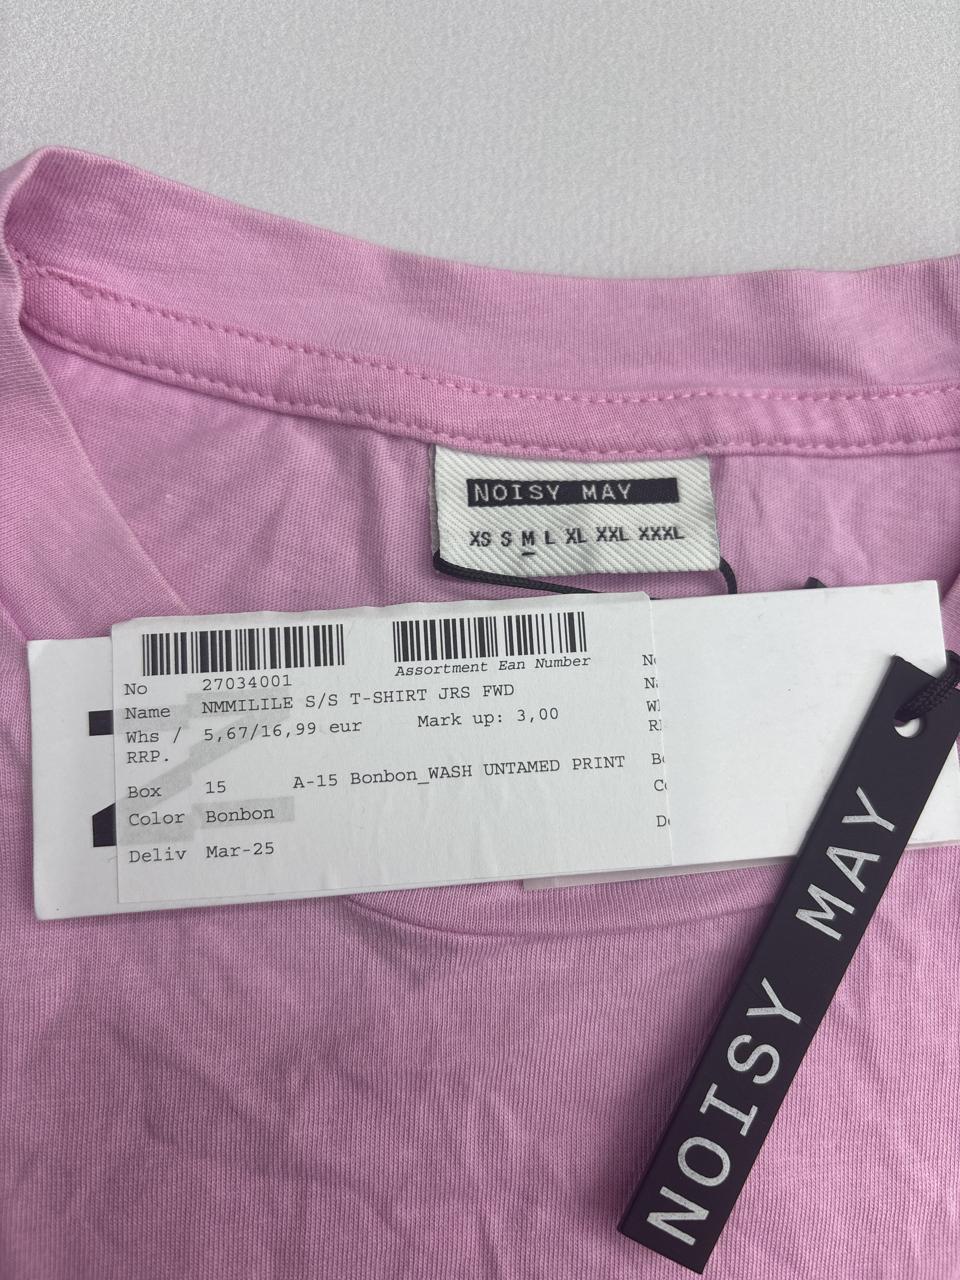 NOISY MAY
XS S M L XL XXL XXXL
Assortment Ean Number
No 27034001
Name NMMILILE S/S T-SHIRT JRS FWD
Whs / 5,67/16,99 eur Mark up: 3,00
RRP.
Box 15 A-15 Bonbon_WASH UNTAMED PRINT
Color Bonbon
Deliv Mar-25
NOISY MAY